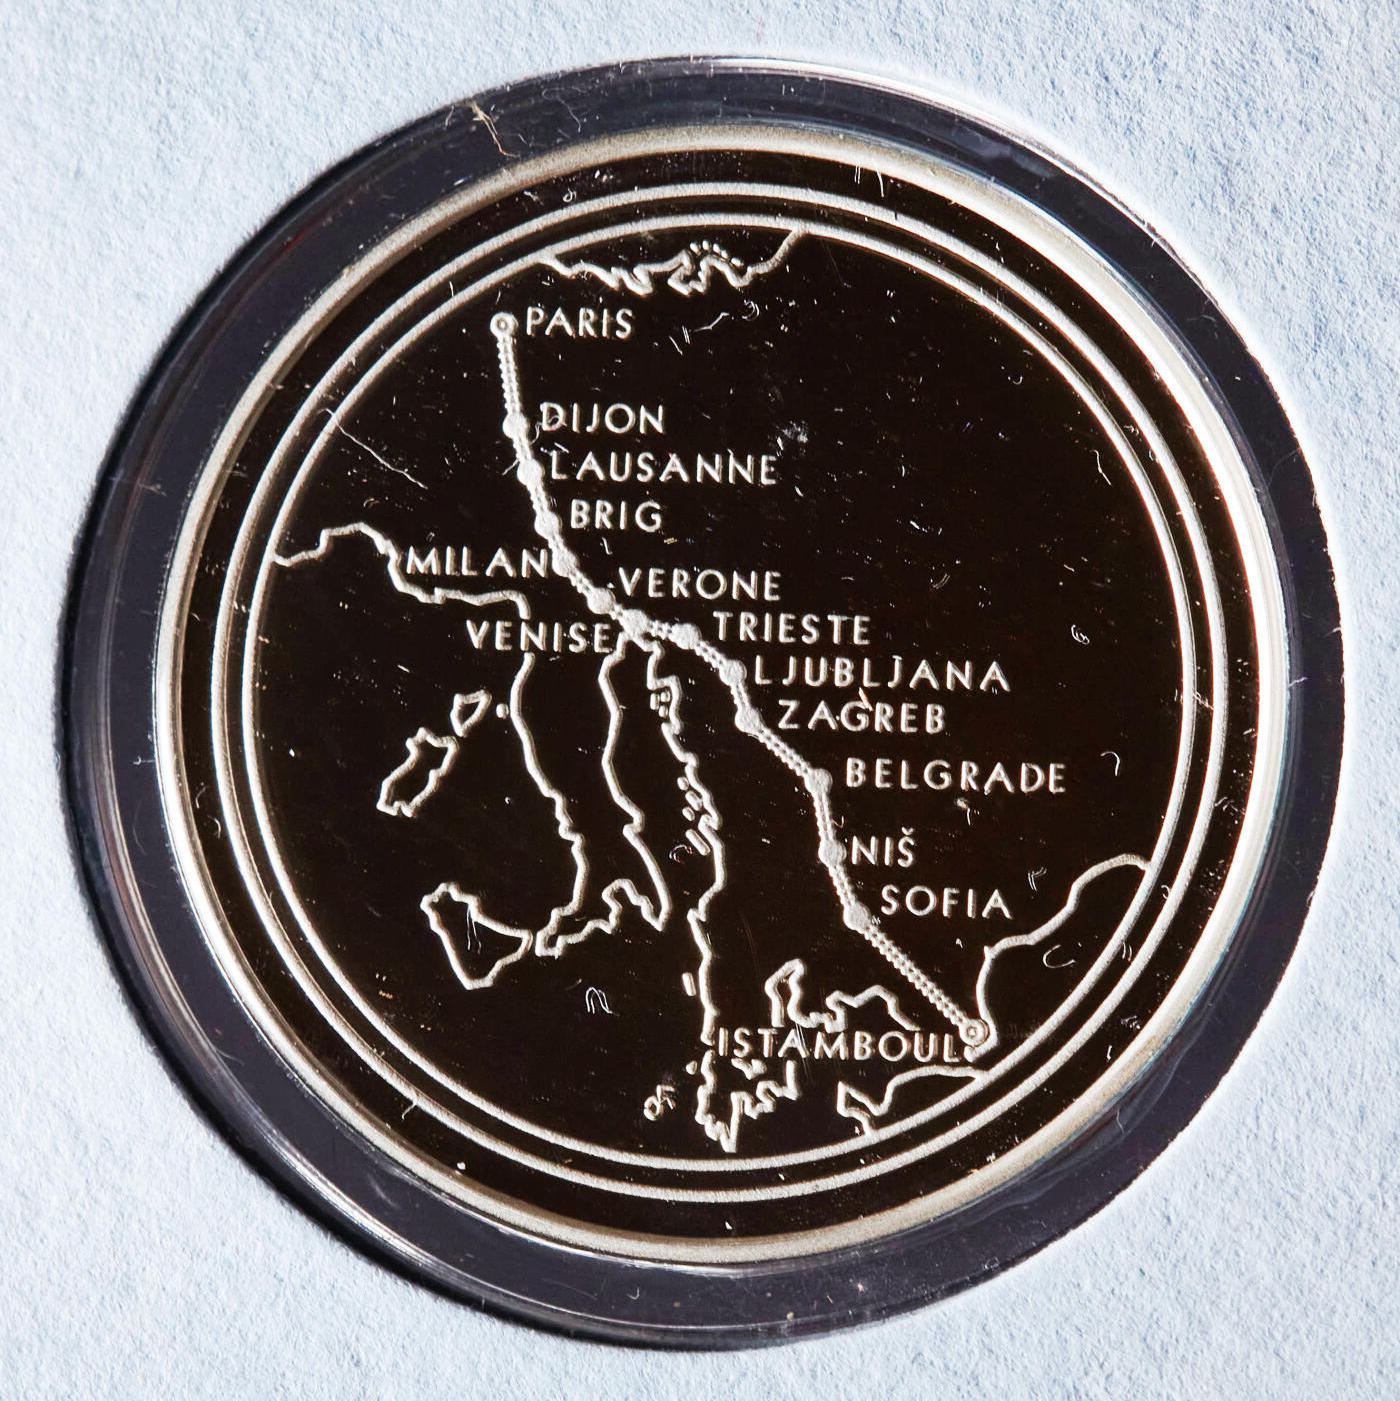 PARIS
DIJON
LAUSANNE
BRIG
MILAN
VERONE
VENISE
TRIESTE
LJUBLJANA
ZAGREB
BELGRADE
NIŠ
SOFIA
ISTAMBOUL